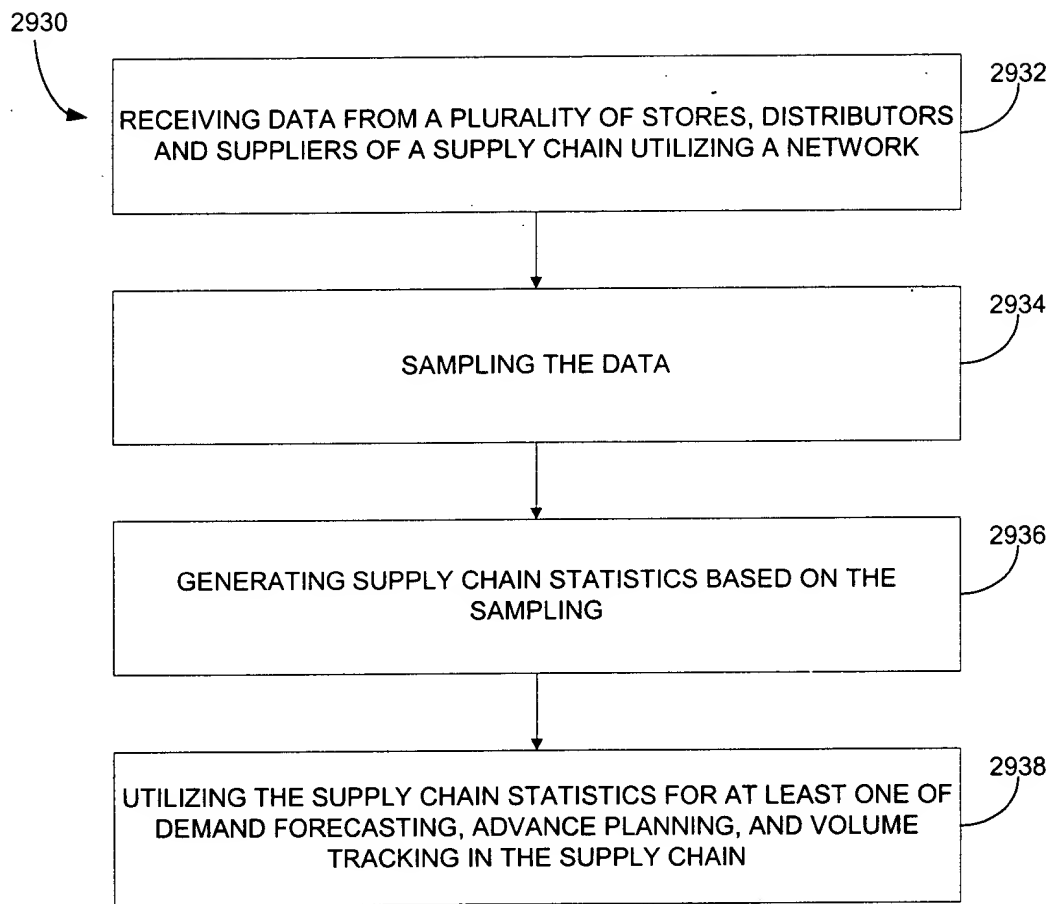 2930
2932
RECEIVING DATA FROM A PLURALITY OF STORES, DISTRIBUTORS
AND SUPPLIERS OF A SUPPLY CHAIN UTILIZING A NETWORK
2934
SAMPLING THE DATA
2936
GENERATING SUPPLY CHAIN STATISTICS BASED ON THE
SAMPLING
2938
UTILIZING THE SUPPLY CHAIN STATISTICS FOR AT LEAST ONE OF
DEMAND FORECASTING, ADVANCE PLANNING, AND VOLUME
TRACKING IN THE SUPPLY CHAIN